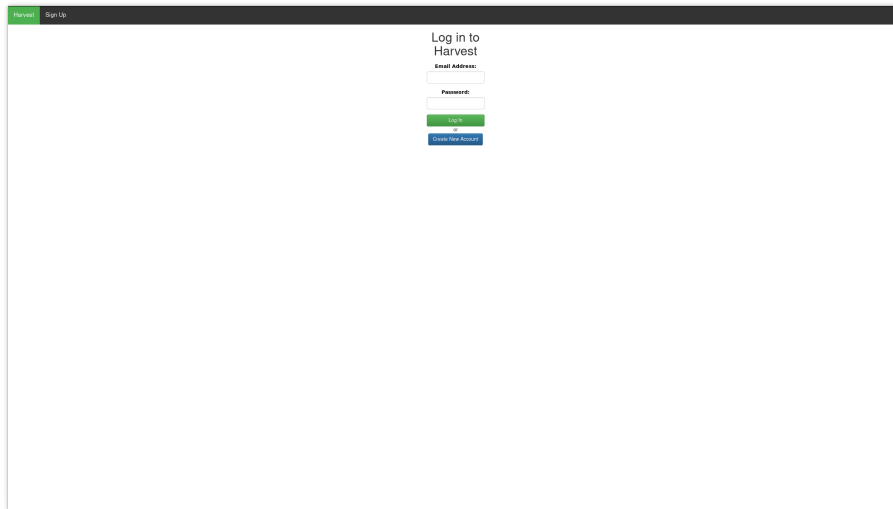 Harvest Sign Up
Log in to
Harvest
Email Address:
Password:
Log In
or
Create New Account